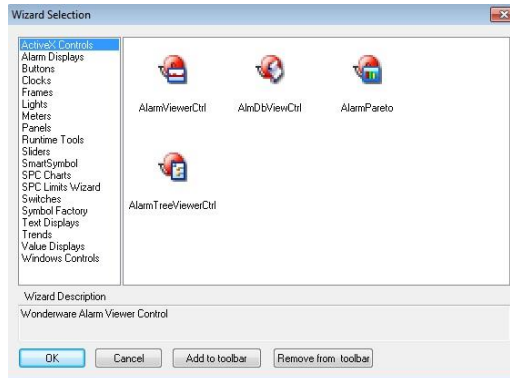 Wizard Selection
ActiveX Controls
Alarm Displays
Buttons
Clocks
Frames
Lights
Meters
Panels
Runtime Tools
Sliders
SmartSymbol
SPC Charts
SPC Limits Wizard
Switches
Symbol Factory
Text Displays
Trends
Value Displays
Windows Controls
AlarmViewerCtrl
AlmDbViewCtrl
AlarmPareto
AlarmTreeViewerCtrl
Wizard Description
Wonderware Alarm Viewer Control
OK
Cancel
Add to toolbar
Remove from toolbar